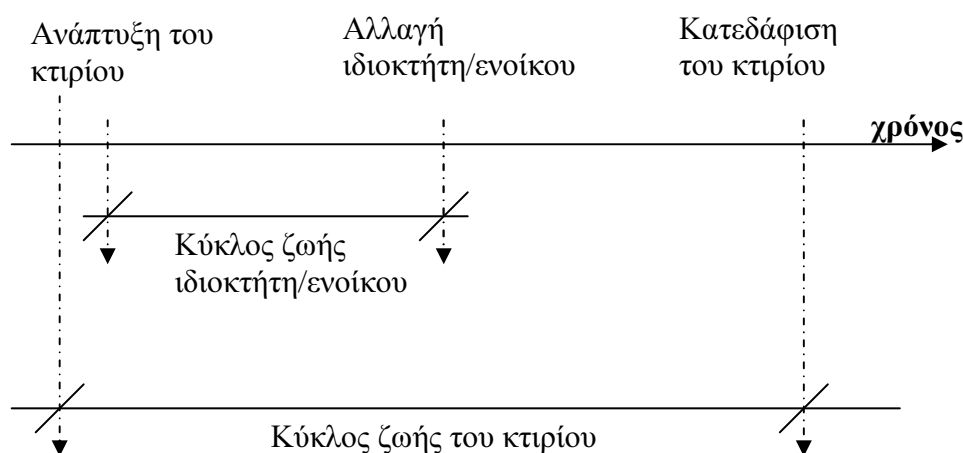 Ανάπτυξη του
κτιρίου
Αλλαγή
ιδιοκτήτη/ενοίκου
Κατεδάφιση
του κτιρίου
χρόνος
Κύκλος ζωής
ιδιοκτήτη/ενοίκου
Κύκλος ζωής του κτιρίου